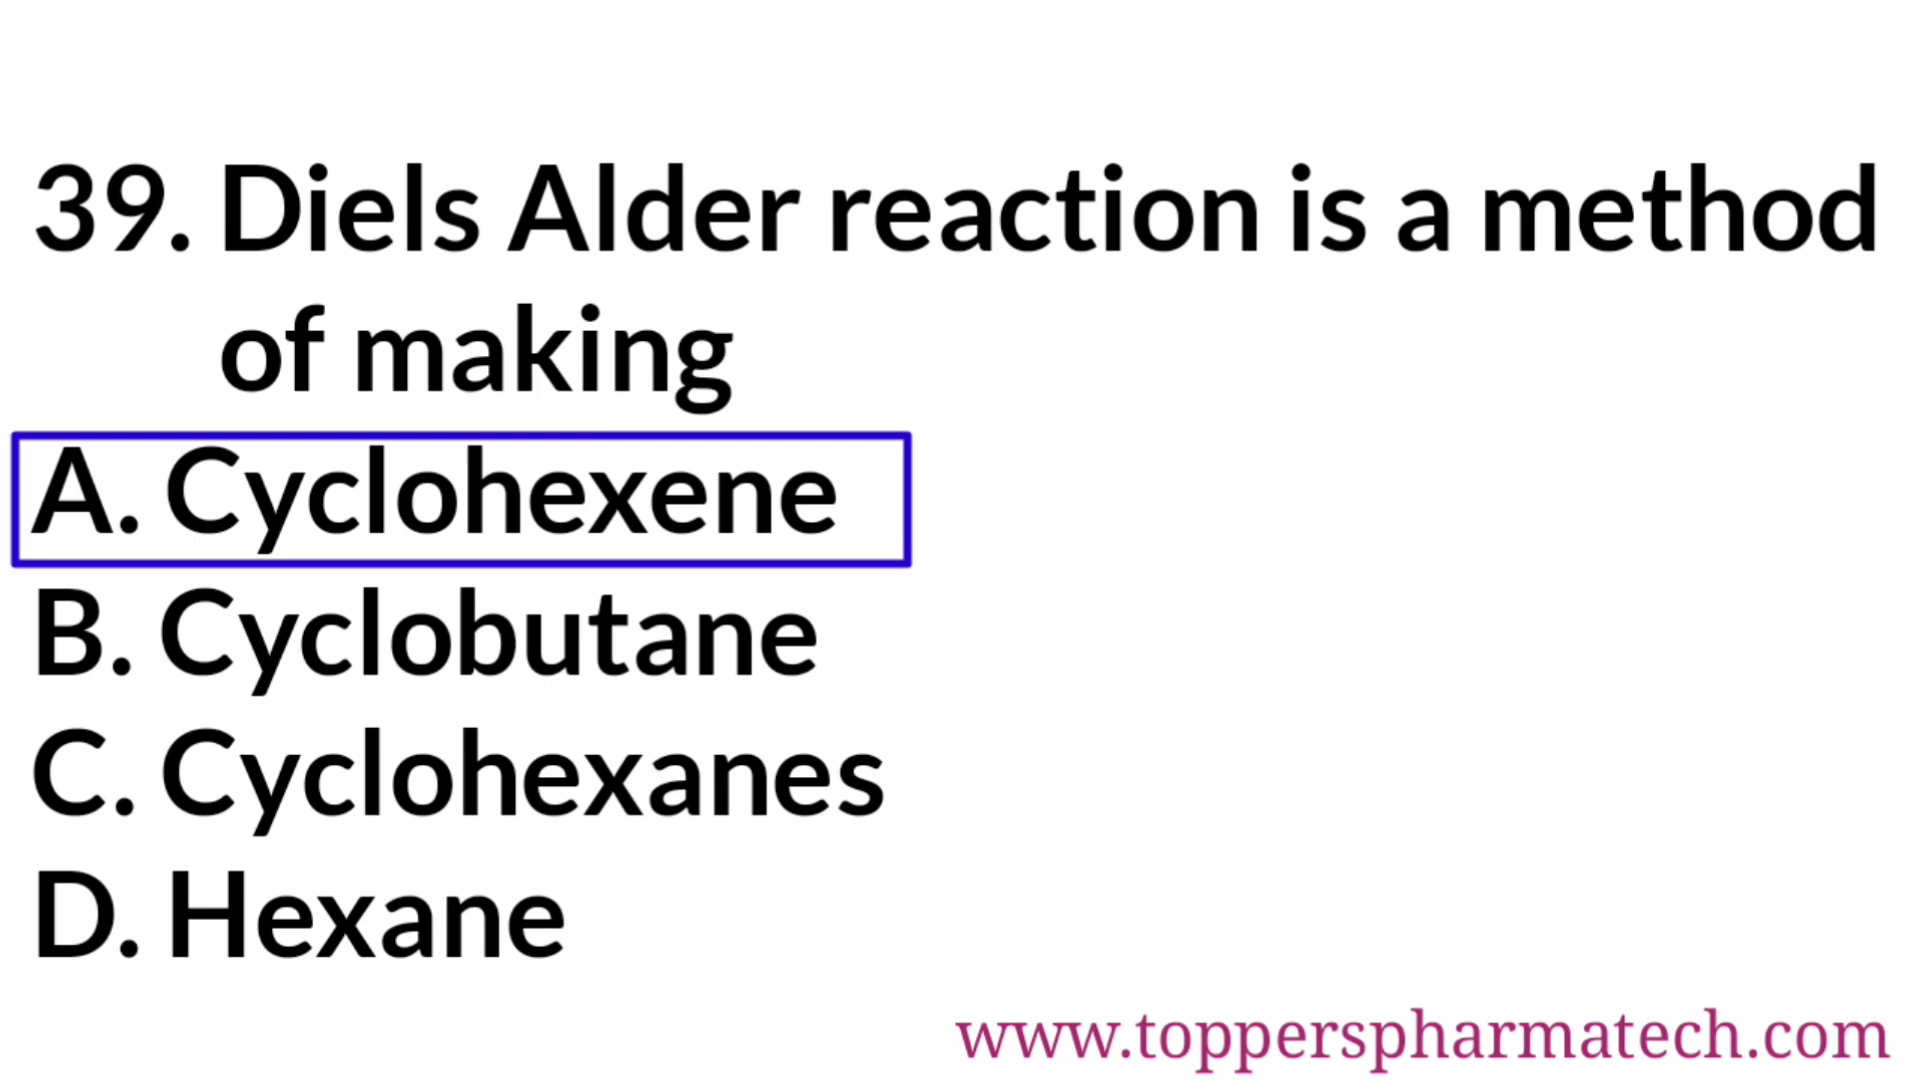 39. Diels Alder reaction is a method
of making
A. Cyclohexene
B. Cyclobutane
C. Cyclohexanes
D. Hexane
www.topperspharmatech.com